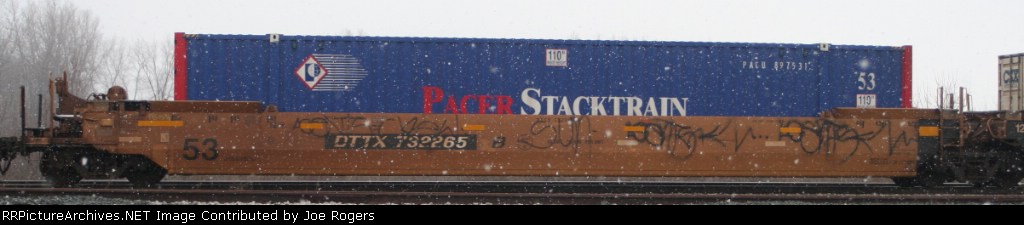 110"
PACU 897531
53
110"
PACER STACKTRAIN
53
DTTX 732265 B
RRPictureArchives.NET Image Contributed by Joe Rogers